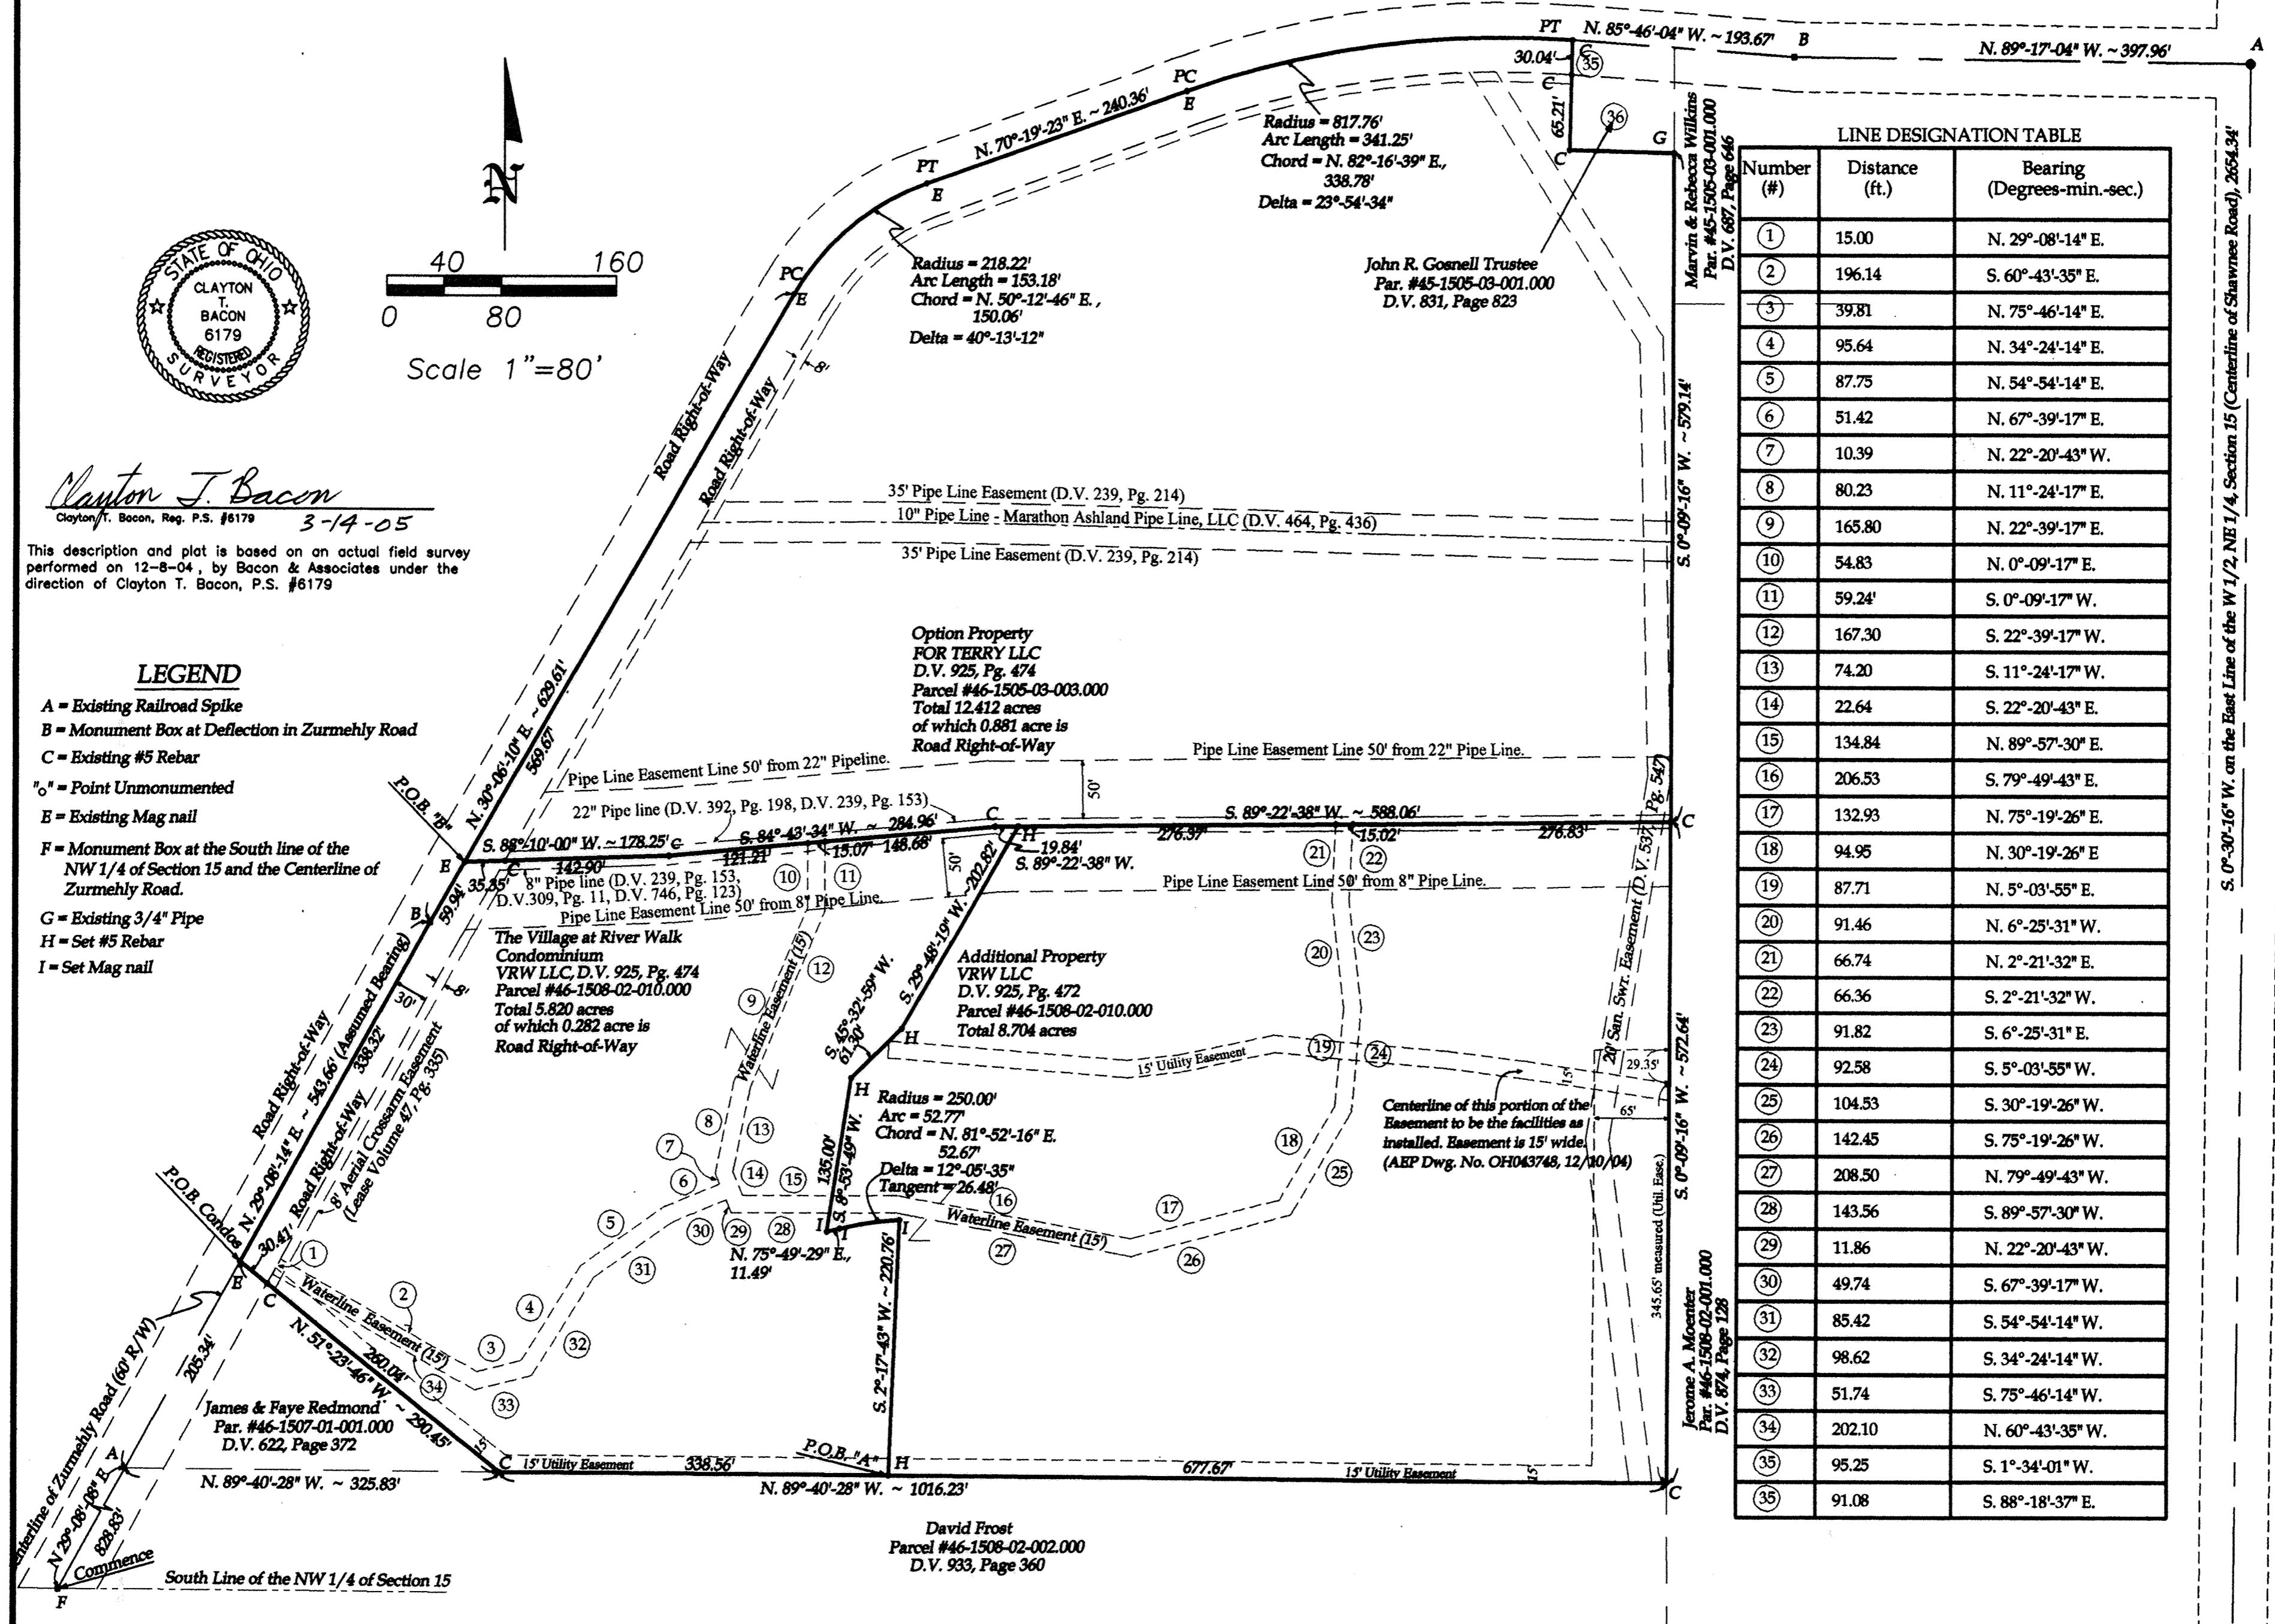 PT
N. 85°-46'-04" W. ~ 193.67'
B
N. 89°-17'-04" W. ~ 397.96'
A
30.04'
C
35
C
65.21'
36
C
G
PC
E
N. 70°-19'-23" E. ~ 240.36'
PT
E
PC
E
Radius = 817.76'
Arc Length = 341.25'
Chord = N. 82°-16'-39" E.,
338.78'
Delta = 23°-54'-34"
Radius = 218.22'
Arc Length = 153.18'
Chord = N. 50°-12'-46" E. ,
150.06'
Delta = 40°-13'-12"
John R. Gosnell Trustee
Par. #45-1505-03-001.000
D.V. 831, Page 823
Marvin & Rebecca Wilkins
Par. #45-1505-03-001.000
D.V. 687, Page 646
N
40 160
0 80
Scale 1"=80'
STATE OF OHIO
CLAYTON
T.
BACON
6179
REGISTERED
SURVEYOR
Clayton T. Bacon
Clayton T. Bacon, Reg. P.S. #6179
3-14-05
This description and plat is based on an actual field survey
performed on 12-8-04 , by Bacon & Associates under the
direction of Clayton T. Bacon, P.S. #6179
LEGEND
A = Existing Railroad Spike
B = Monument Box at Deflection in Zurmehly Road
C = Existing #5 Rebar
"o" = Point Unmonumented
E = Existing Mag nail
F = Monument Box at the South line of the
NW 1/4 of Section 15 and the Centerline of
Zurmehly Road.
G = Existing 3/4" Pipe
H = Set #5 Rebar
I = Set Mag nail
Road Right-of-Way
Road Right-of-Way
8'
N. 30°-06'-10" E. ~ 629.61'
569.67'
35' Pipe Line Easement (D.V. 239, Pg. 214)
10" Pipe Line - Marathon Ashland Pipe Line, LLC (D.V. 464, Pg. 436)
35' Pipe Line Easement (D.V. 239, Pg. 214)
S. 0°-09'-16" W. ~ 579.14'
Option Property
FOR TERRY LLC
D.V. 925, Pg. 474
Parcel #46-1505-03-003.000
Total 12.412 acres
of which 0.881 acre is
Road Right-of-Way
Pipe Line Easement Line 50' from 22" Pipeline.
Pipe Line Easement Line 50' from 22" Pipe Line.
50'
22" Pipe line (D.V. 392, Pg. 198, D.V. 239, Pg. 153)
P.O.B. "B"
E
S. 88°-10'-00" W. ~ 178.25'
C
S. 84°-43'-34" W. ~ 284.96'
C
H
S. 89°-22'-38" W. ~ 588.06'
C
35.35'
C
142.90'
121.21'
15.07'
148.68'
19.84'
S. 89°-22'-38" W.
276.37'
15.02'
276.83'
8" Pipe line (D.V. 239, Pg. 153,
D.V.309, Pg. 11, D.V. 746, Pg. 123)
Pipe Line Easement Line 50' from 8" Pipe Line.
50'
Pipe Line Easement Line 50' from 8" Pipe Line.
10
11
21
22
B
59.94'
The Village at River Walk
Condominium
VRW LLC, D.V. 925, Pg. 474
Parcel #46-1508-02-010.000
Total 5.820 acres
of which 0.282 acre is
Road Right-of-Way
Additional Property
VRW LLC
D.V. 925, Pg. 472
Parcel #46-1508-02-010.000
Total 8.704 acres
S. 29°-48'-19" W. ~202.82'
S. 45°-32'-59" W.
61.30'
H
H
9
12
Waterline Easement (15')
20
23
20' San. Swr. Easement (D.V. 537, Pg. 547)
15' Utility Easement
19
24
15'
29.35'
65'
Centerline of this portion of the
Easement to be the facilities as
installed. Easement is 15' wide.
(AEP Dwg. No. OH043748, 12/10/04)
S. 0°-09'-16" W. ~ 572.64'
345.65' measured (Util. Ease.)
Road Right-of-Way
N. 29°-08'-14" E. ~ 543.66' (Assumed Bearing)
338.32'
30'
8'
Road Right-of-Way
8' Aerial Crossarm Easement
(Lease Volume 47, Pg. 335)
Radius = 250.00'
Arc = 52.77'
Chord = N. 81°-52'-16" E.
52.67'
Delta = 12°-05'-35"
Tangent = 26.48'
135.00'
S. 8°-53'-49" W.
I
I
I
N. 75°-49'-29" E.,
11.49'
8
13
7
14
6
15
5
30
29
28
16
17
18
25
27
26
Waterline Easement (15')
31
4
32
3
33
2
34
1
Waterline Easement (15')
P.O.B. Condos
30.41'
E
C
N. 51°-23'-46" W. ~ 290.45'
260.04'
15'
S. 2°-17'-43" W. ~ 220.76'
205.34'
James & Faye Redmond
Par. #46-1507-01-001.000
D.V. 622, Page 372
A
N. 89°-40'-28" W. ~ 325.83'
C
15' Utility Easement
338.56'
P.O.B. "A"
H
677.67'
15' Utility Easement
15'
C
N. 89°-40'-28" W. ~ 1016.23'
Jerome A. Moenter
Par. #46-1508-02-001.000
D.V. 874, Page 128
David Frost
Parcel #46-1508-02-002.000
D.V. 933, Page 360
enterline of Zurmehly Road (60' R/W)
N 29°-08'-08" E
828.83'
Commence
F
South Line of the NW 1/4 of Section 15
LINE DESIGNATION TABLE
Number Distance Bearing
(#) (ft.) (Degrees-min.-sec.)
1 15.00 N. 29°-08'-14" E.
2 196.14 S. 60°-43'-35" E.
3 39.81 N. 75°-46'-14" E.
4 95.64 N. 34°-24'-14" E.
5 87.75 N. 54°-54'-14" E.
6 51.42 N. 67°-39'-17" E.
7 10.39 N. 22°-20'-43" W.
8 80.23 N. 11°-24'-17" E.
9 165.80 N. 22°-39'-17" E.
10 54.83 N. 0°-09'-17" E.
11 59.24' S. 0°-09'-17" W.
12 167.30 S. 22°-39'-17" W.
13 74.20 S. 11°-24'-17" W.
14 22.64 S. 22°-20'-43" E.
15 134.84 N. 89°-57'-30" E.
16 206.53 S. 79°-49'-43" E.
17 132.93 N. 75°-19'-26" E.
18 94.95 N. 30°-19'-26" E
19 87.71 N. 5°-03'-55" E.
20 91.46 N. 6°-25'-31" W.
21 66.74 N. 2°-21'-32" E.
22 66.36 S. 2°-21'-32" W.
23 91.82 S. 6°-25'-31" E.
24 92.58 S. 5°-03'-55" W.
25 104.53 S. 30°-19'-26" W.
26 142.45 S. 75°-19'-26" W.
27 208.50 N. 79°-49'-43" W.
28 143.56 S. 89°-57'-30" W.
29 11.86 N. 22°-20'-43" W.
30 49.74 S. 67°-39'-17" W.
31 85.42 S. 54°-54'-14" W.
32 98.62 S. 34°-24'-14" W.
33 51.74 S. 75°-46'-14" W.
34 202.10 N. 60°-43'-35" W.
35 95.25 S. 1°-34'-01" W.
35 91.08 S. 88°-18'-37" E.
S. 0°-30'-16" W. on the East Line of the W 1/2, NE 1/4, Section 15 (Centerline of Shawnee Road), 2654.34'